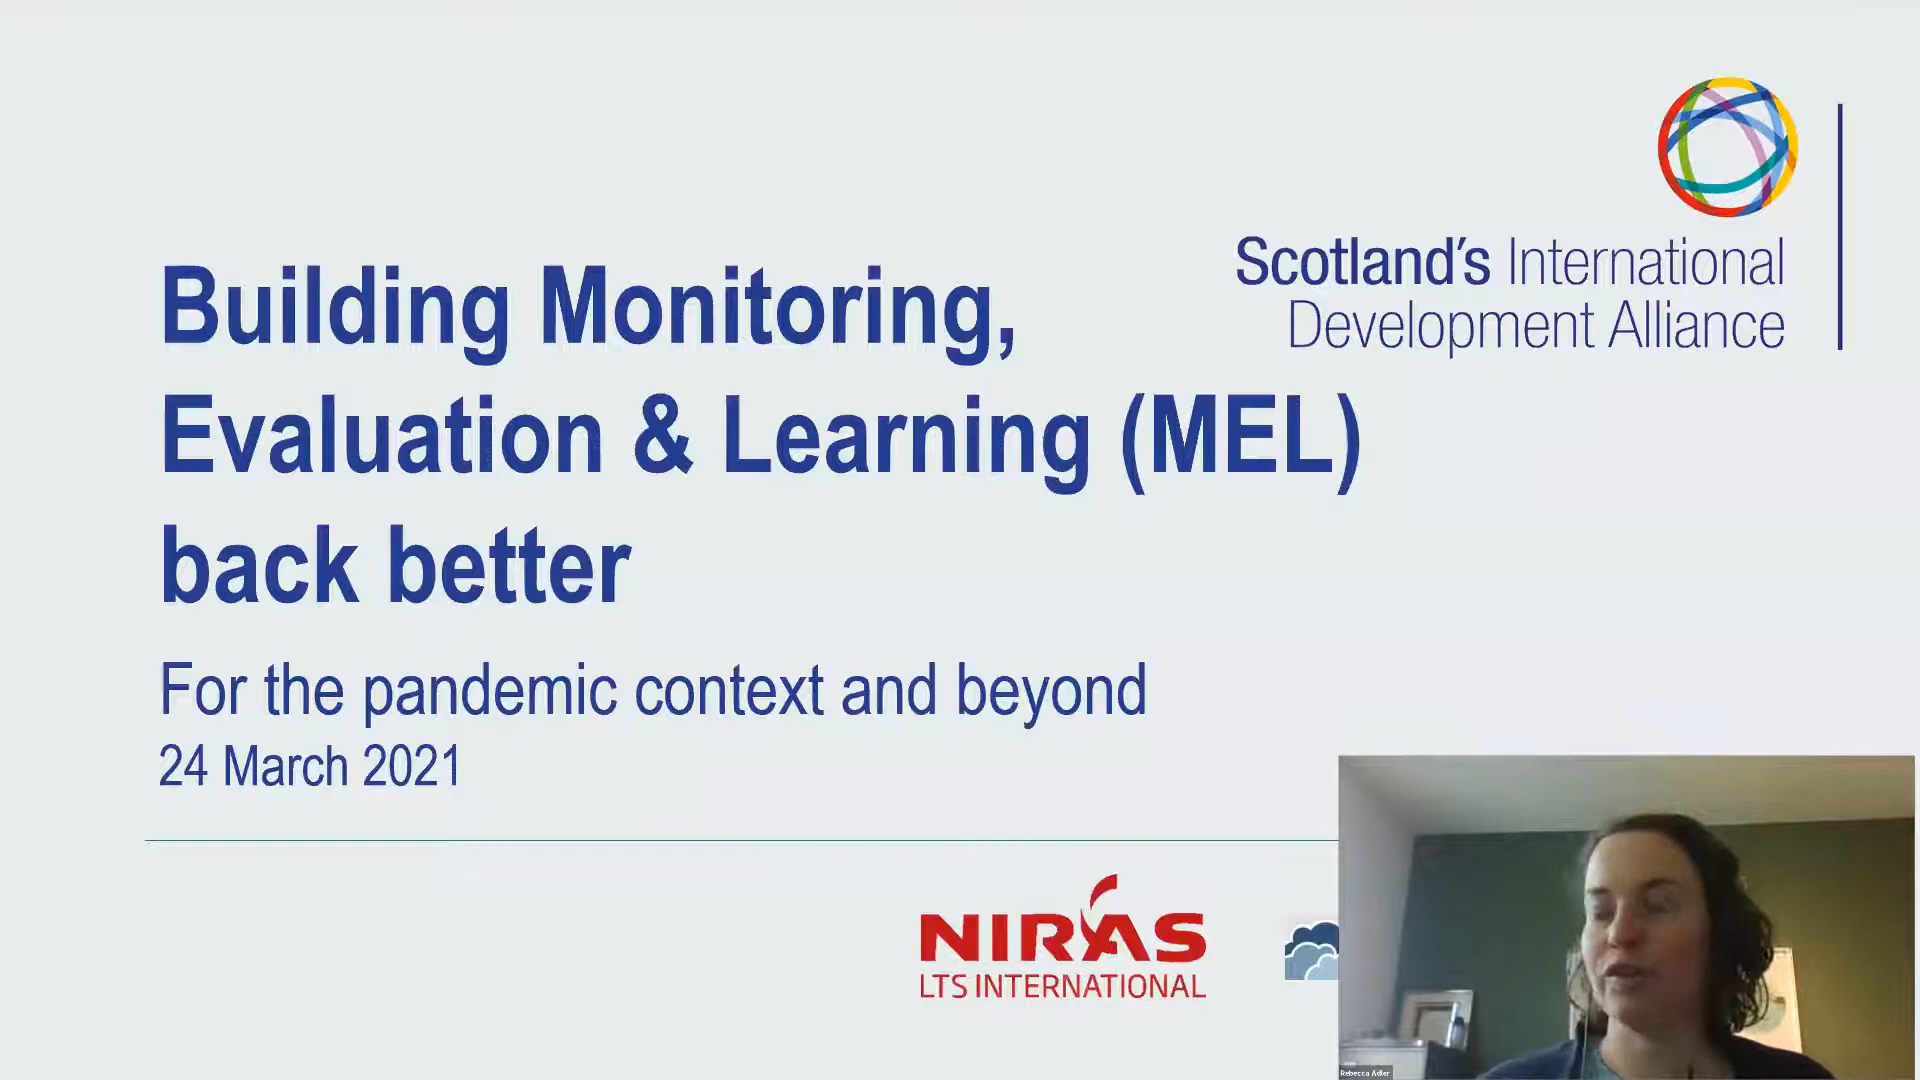 Scotland's International
Development Alliance
Building Monitoring,
Evaluation & Learning (MEL)
back better
For the pandemic context and beyond
24 March 2021
NIRAS
LTS INTERNATIONAL
Rebecca Adler